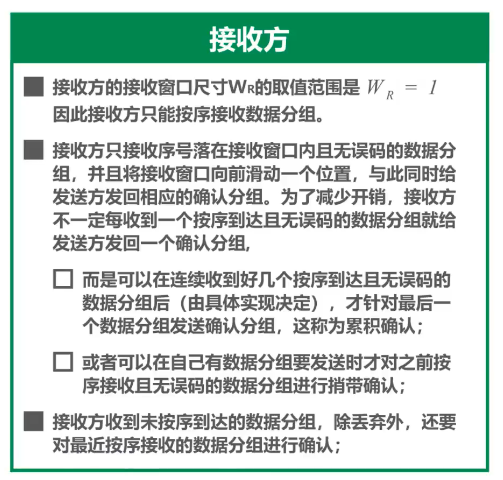 接收方
接收方的接收窗口尺寸WR的取值范围是 W_R = 1
因此接收方只能按序接收数据分组。
接收方只接收序号落在接收窗口内且无误码的数据分
组，并且将接收窗口向前滑动一个位置，与此同时给
发送方发回相应的确认分组。为了减少开销，接收方
不一定每收到一个按序到达且无误码的数据分组就给
发送方发回一个确认分组,
而是可以在连续收到好几个按序到达且无误码的
数据分组后（由具体实现决定），才针对最后一
个数据分组发送确认分组，这称为累积确认；
或者可以在自己有数据分组要发送时才对之前按
序接收且无误码的数据分组进行捎带确认；
接收方收到未按序到达的数据分组，除丢弃外，还要
对最近按序接收的数据分组进行确认；